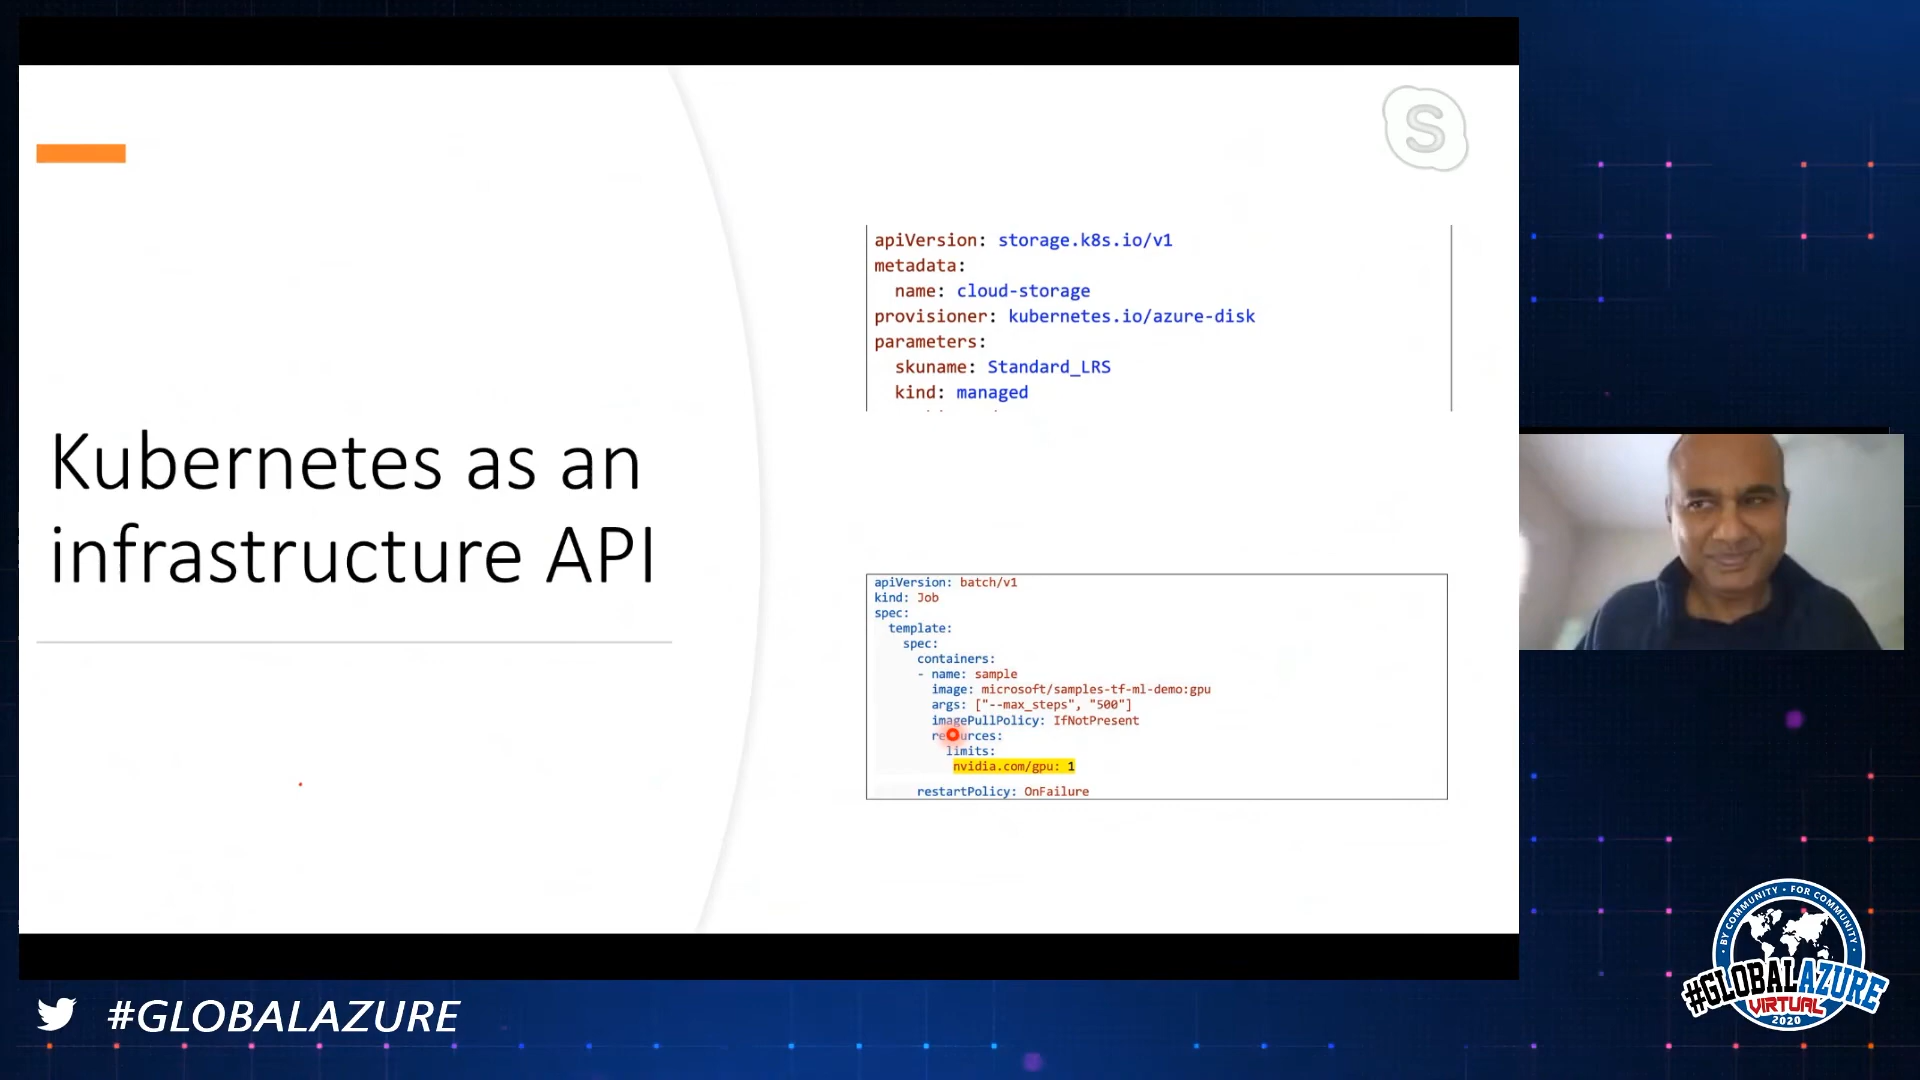 Kubernetes as an
infrastructure API
S
apiVersion: storage.k8s.io/v1
metadata:
  name: cloud-storage
provisioner: kubernetes.io/azure-disk
parameters:
  skuname: Standard_LRS
  kind: managed
apiVersion: batch/v1
kind: Job
spec:
  template:
    spec:
      containers:
      - name: sample
        image: microsoft/samples-tf-ml-demo:gpu
        args: ["--max_steps", "500"]
        imagePullPolicy: IfNotPresent
        resources:
          limits:
           nvidia.com/gpu: 1
      restartPolicy: OnFailure
#GLOBALAZURE
BY COMMUNITY • FOR COMMUNITY
#GLOBALAZURE
VIRTUAL
2020